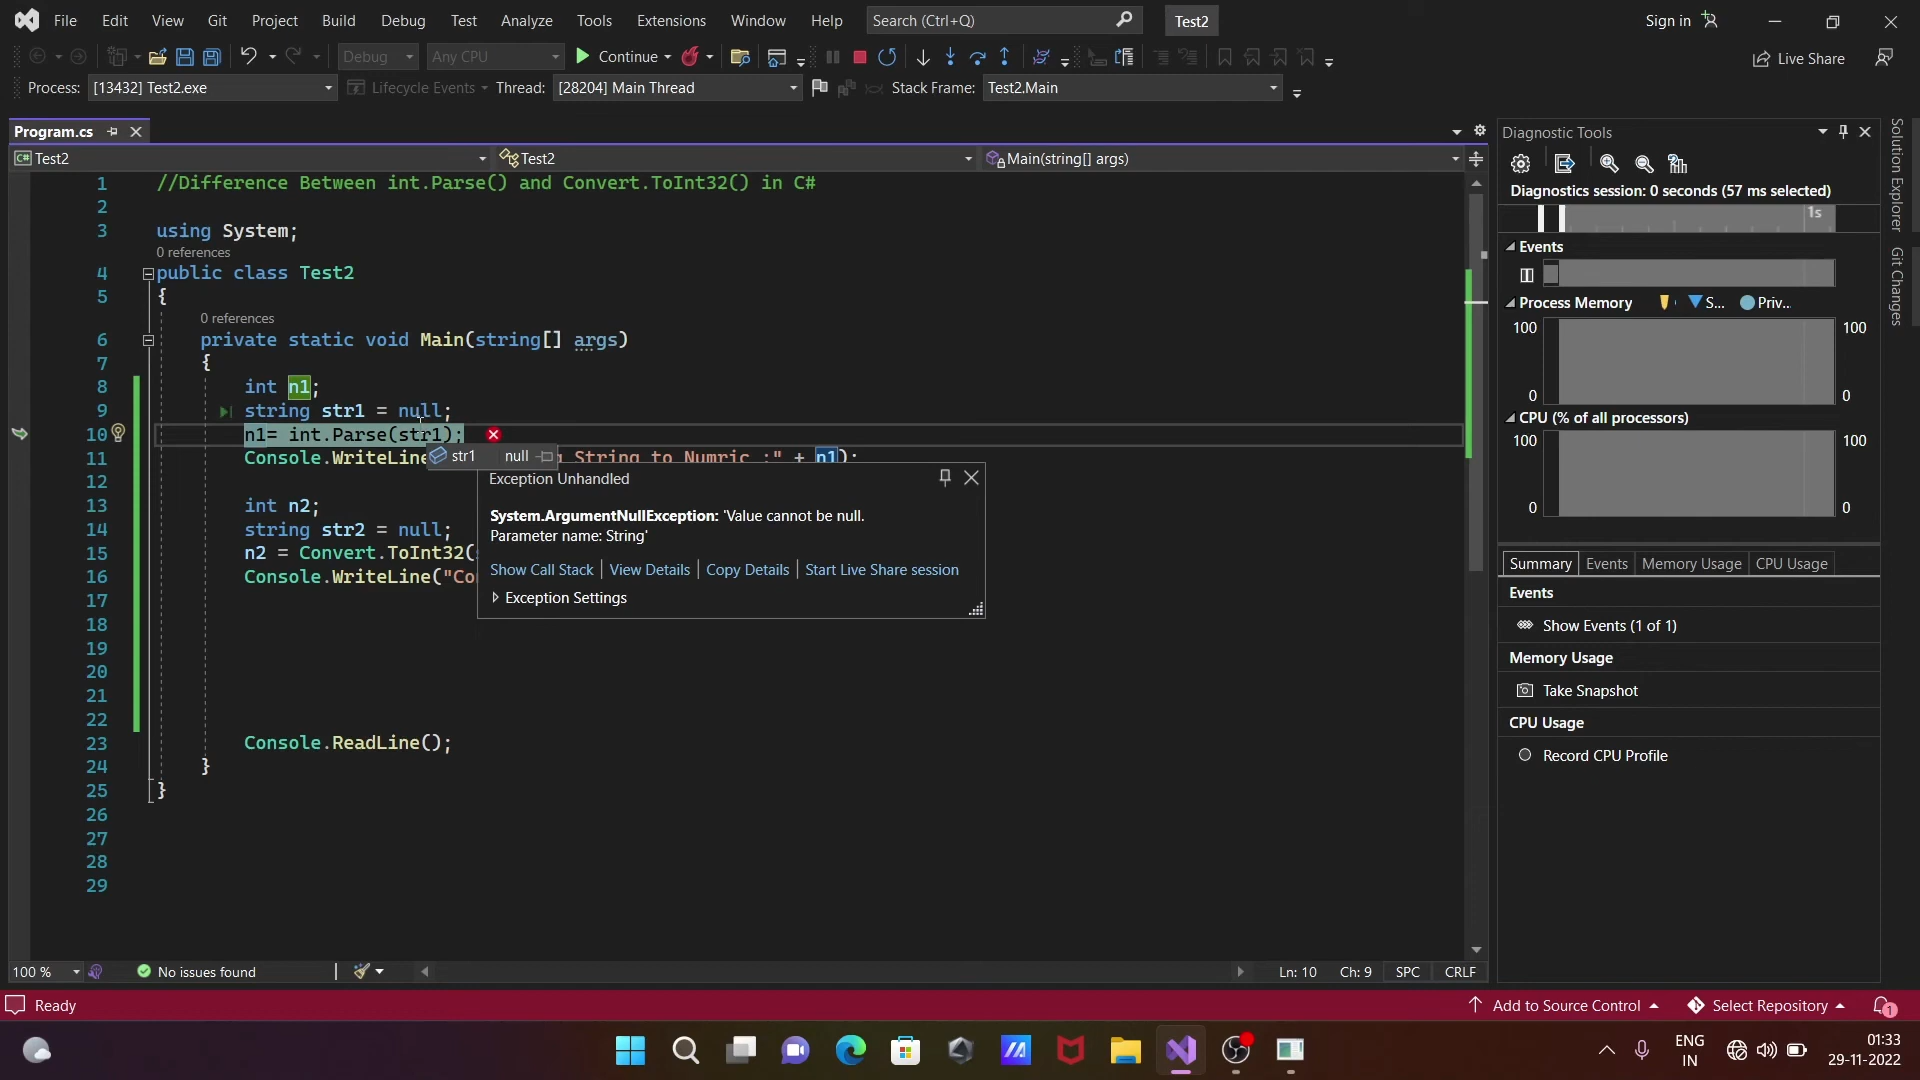 File Edit View Git Project Build Debug Test Analyze Tools Extensions Window Help Search (Ctrl+Q) Test2 Sign in
Debug Any CPU Continue Live Share
Process: [13432] Test2.exe Lifecycle Events Thread: [28204] Main Thread Stack Frame: Test2.Main
Program.cs
Test2 Test2 Main(string[] args)
1 //Difference Between int.Parse() and Convert.ToInt32() in C#
2
3 using System;
0 references
4 public class Test2
5 {
0 references
6 private static void Main(string[] args)
7 {
8 int n1;
9 string str1 = null;
10 n1= int.Parse(str1);
11 Console.WriteLine String to Numric :" + n1);
str1 null
12
13 int n2;
14 string str2 = null;
15 n2 = Convert.ToInt32(
16 Console.WriteLine("Co
17
18
19
20
21
22
23 Console.ReadLine();
24 }
25 }
26
27
28
29
Exception Unhandled
System.ArgumentNullException: 'Value cannot be null.
Parameter name: String'
Show Call Stack | View Details | Copy Details | Start Live Share session
Exception Settings
Diagnostic Tools
Diagnostics session: 0 seconds (57 ms selected)
1s
Events
Process Memory S... Priv...
100 100
0 0
CPU (% of all processors)
100 100
0 0
Summary Events Memory Usage CPU Usage
Events
Show Events (1 of 1)
Memory Usage
Take Snapshot
CPU Usage
Record CPU Profile
Solution Explorer
Git Changes
100 % No issues found Ln: 10 Ch: 9 SPC CRLF
Ready Add to Source Control Select Repository 1
ENG
IN
01:33
29-11-2022